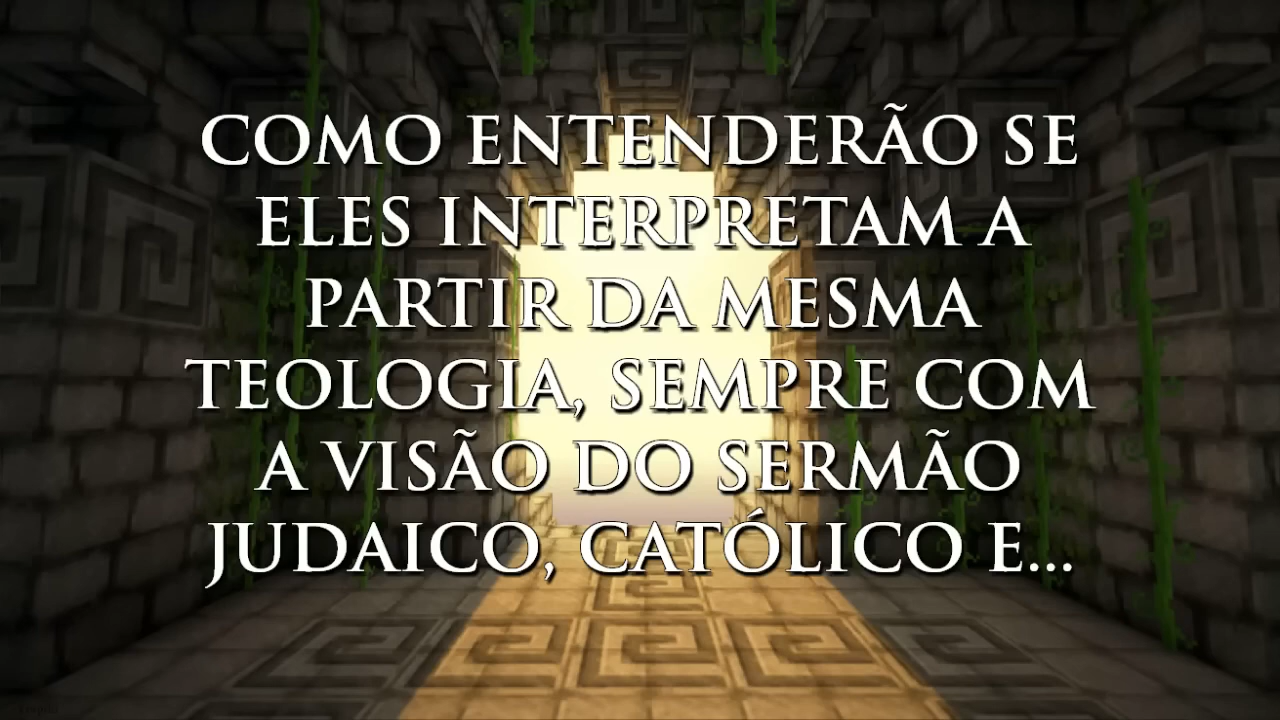 COMO ENTENDERÃO SE
ELES INTERPRETAM A
PARTIR DA MESMA
TEOLOGIA, SEMPRE COM
A VISÃO DO SERMÃO
JUDAICO, CATÓLICO E...